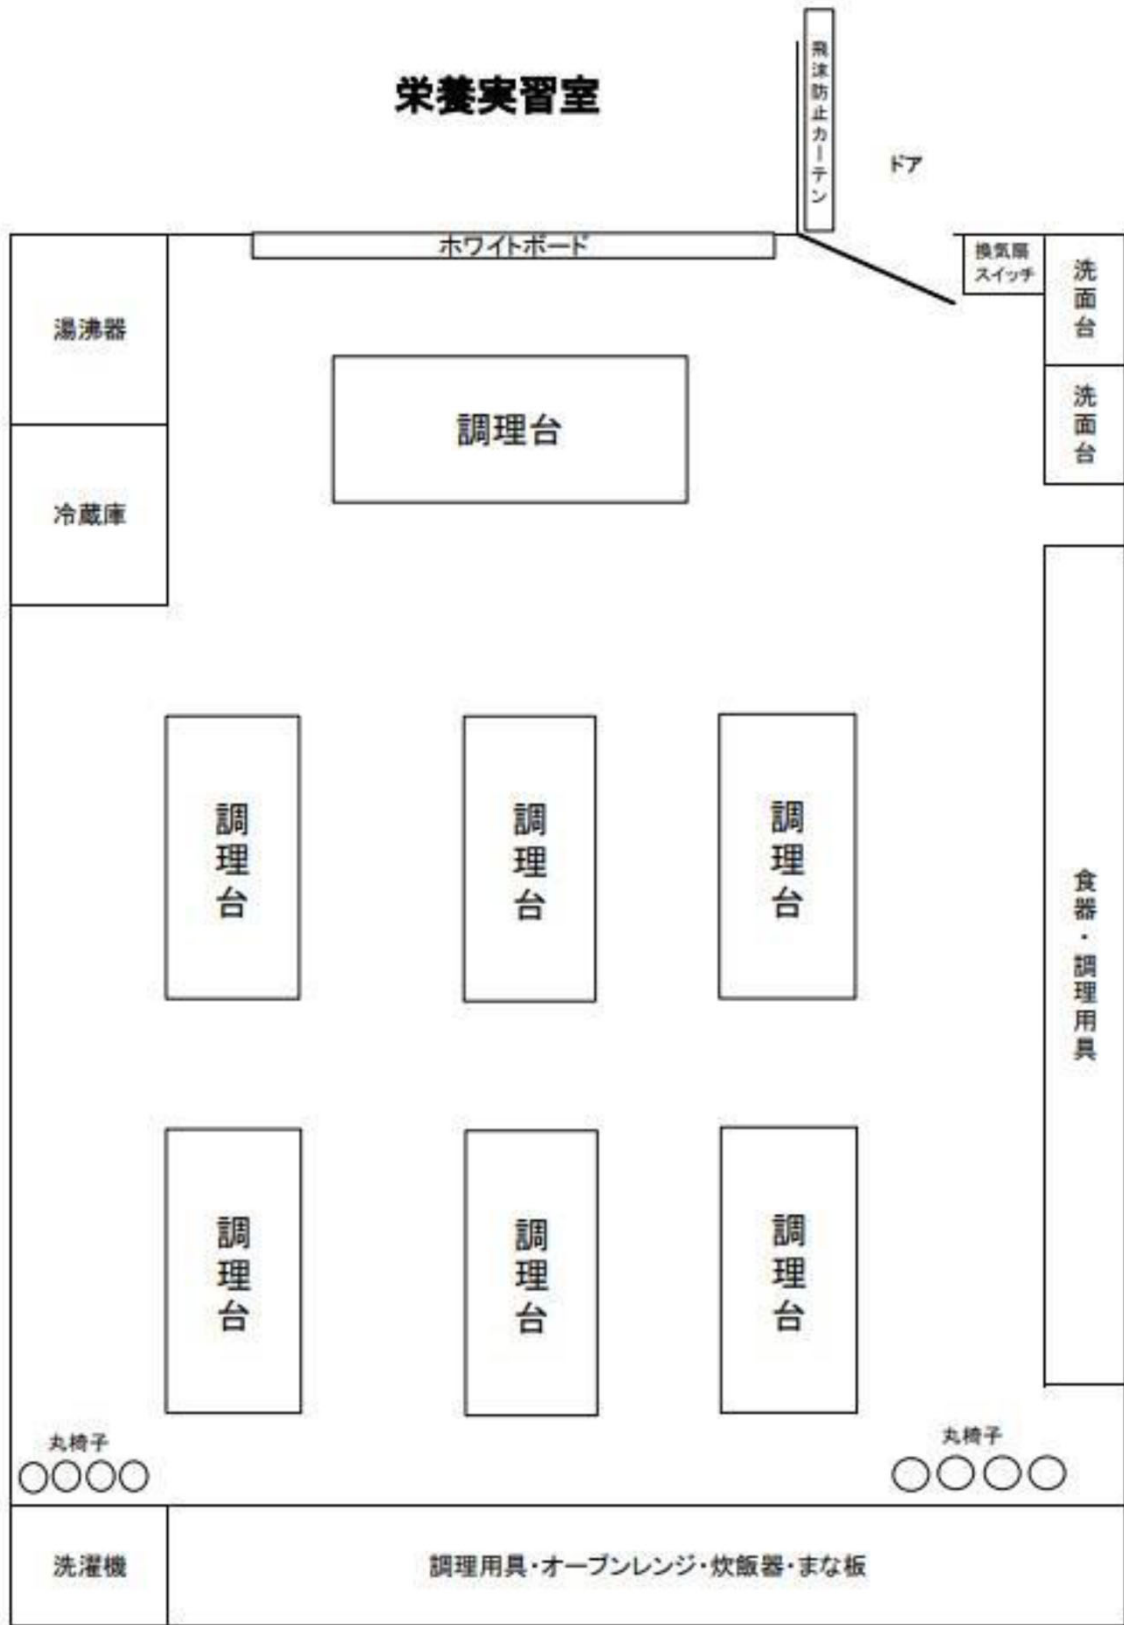 栄養実習室
飛沫防止カーテン
ドア
ホワイトボード
換気扇
スイッチ
洗面台
湯沸器
洗面台
調理台
冷蔵庫
調理台
調理台
調理台
食器・調理用具
調理台
調理台
調理台
丸椅子
丸椅子
洗濯機
調理用具・オーブンレンジ・炊飯器・まな板